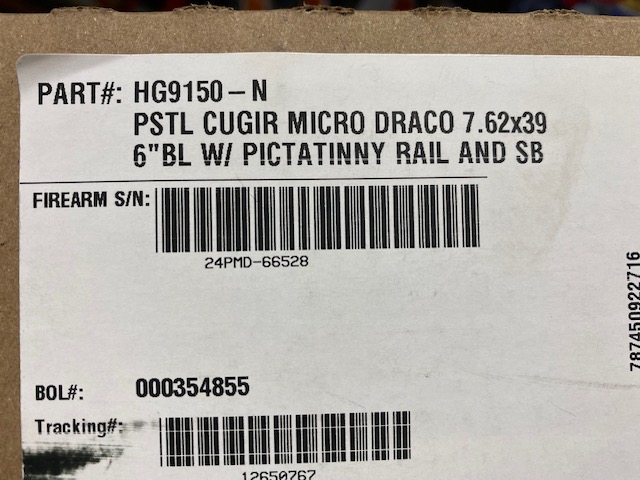 PART#: HG9150-N
PSTL CUGIR MICRO DRACO 7.62x39
6"BL W/ PICTATINNY RAIL AND SB
FIREARM S/N:
24PMD-66528
787450922716
BOL#: 000354855
Tracking#:
12650767